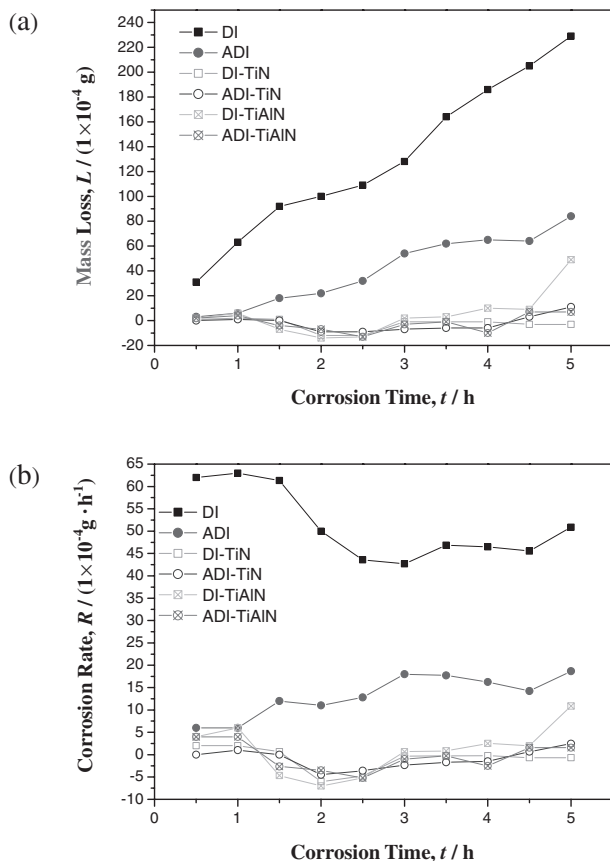 (a)
240
220
200
180
160
140
120
100
80
60
40
20
0
-20
Mass Loss, L / (1×10⁻⁴ g)
DI
ADI
DI-TiN
ADI-TiN
DI-TiAlN
ADI-TiAlN
0 1 2 3 4 5
Corrosion Time, t / h
(b)
65
60
55
50
45
40
35
30
25
20
15
10
5
0
-5
-10
Corrosion Rate, R / (1×10⁻⁴g · h⁻¹)
DI
ADI
DI-TiN
ADI-TiN
DI-TiAlN
ADI-TiAlN
0 1 2 3 4 5
Corrosion Time, t / h